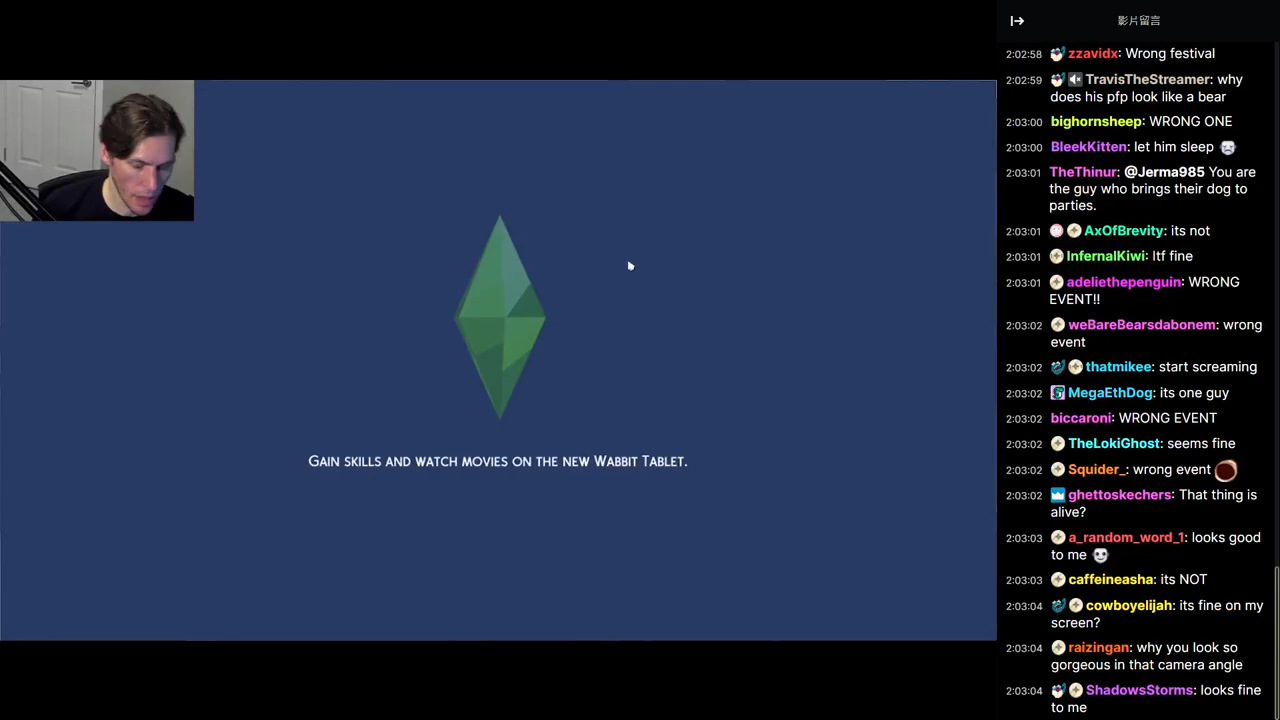 GAIN SKILLS AND WATCH MOVIES ON THE NEW WABBIT TABLET.
影片留言
2:02:58 zzavidx: Wrong festival
2:02:59 TravisTheStreamer: why
does his pfp look like a bear
2:03:00 bighornsheep: WRONG ONE
2:03:00 BleekKitten: let him sleep
2:03:01 TheThinur: @Jerma985 You are
the guy who brings their dog to
parties.
2:03:01 AxOfBrevity: its not
2:03:01 InfernalKiwi: ltf fine
2:03:01 adeliethepenguin: WRONG
EVENT!!
2:03:02 weBareBearsdabonem: wrong
event
2:03:02 thatmikee: start screaming
2:03:02 MegaEthDog: its one guy
2:03:02 biccaroni: WRONG EVENT
2:03:02 TheLokiGhost: seems fine
2:03:02 Squider_: wrong event
2:03:02 ghettoskechers: That thing is
alive?
2:03:03 a_random_word_1: looks good
to me
2:03:03 caffeineasha: its NOT
2:03:04 cowboyelijah: its fine on my
screen?
2:03:04 raizingan: why you look so
gorgeous in that camera angle
2:03:04 ShadowsStorms: looks fine
to me